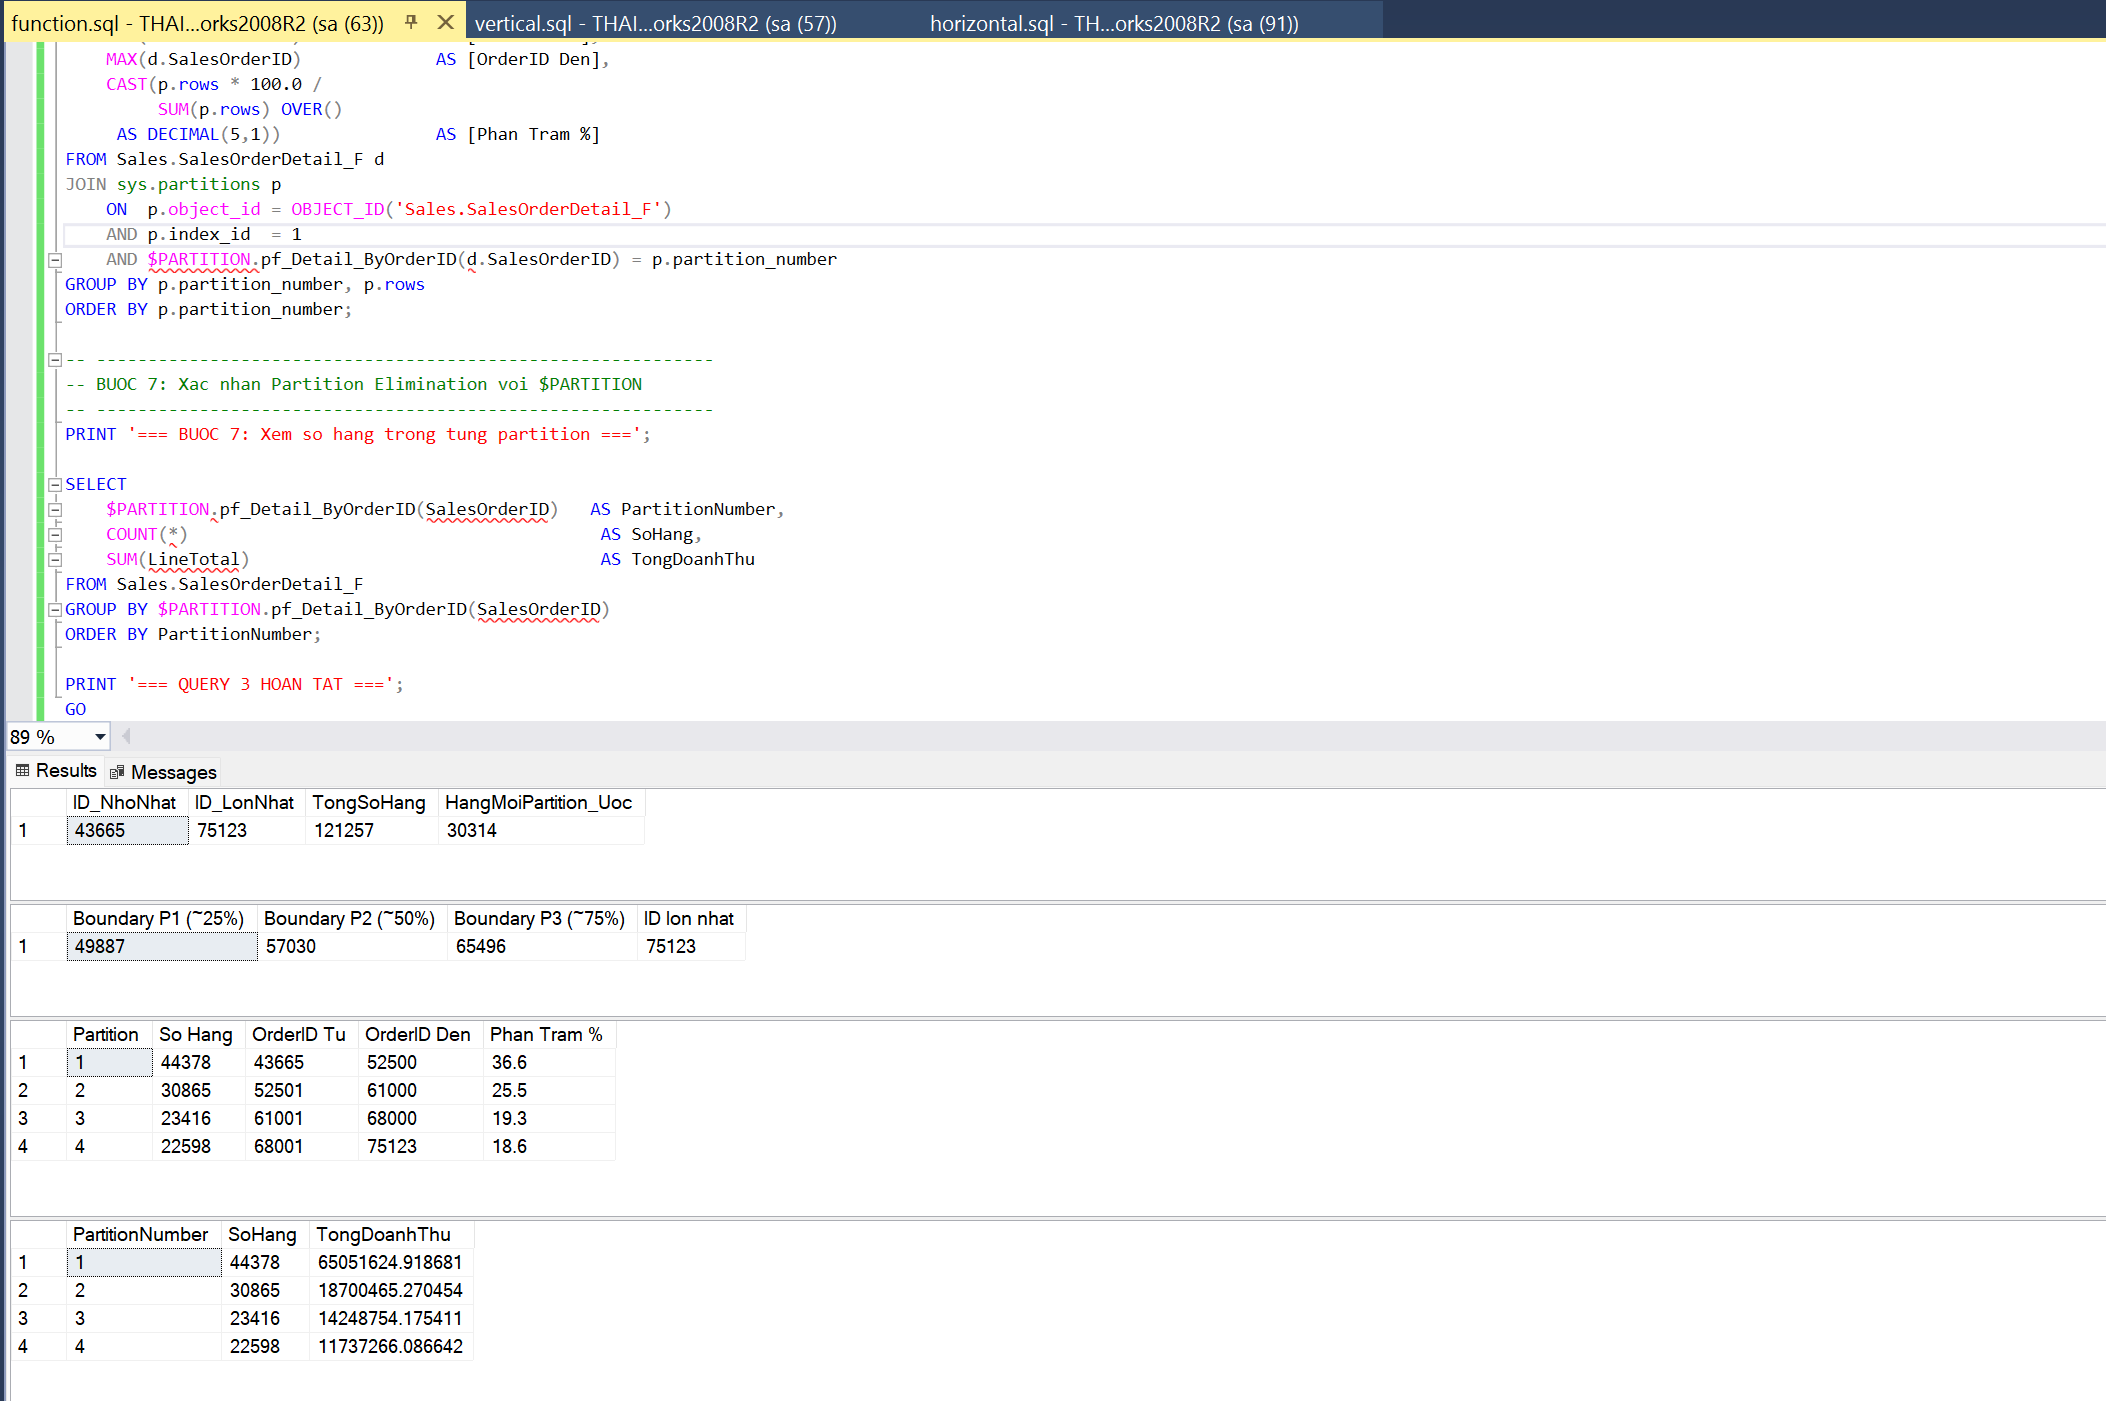 function.sql - THAI...orks2008R2 (sa (63))
vertical.sql - THAI...orks2008R2 (sa (57))
horizontal.sql - TH...orks2008R2 (sa (91))
MAX(d.SalesOrderID) AS [OrderID Den],
CAST(p.rows * 100.0 /
SUM(p.rows) OVER()
AS DECIMAL(5,1)) AS [Phan Tram %]
FROM Sales.SalesOrderDetail_F d
JOIN sys.partitions p
ON p.object_id = OBJECT_ID('Sales.SalesOrderDetail_F')
AND p.index_id = 1
AND $PARTITION.pf_Detail_ByOrderID(d.SalesOrderID) = p.partition_number
GROUP BY p.partition_number, p.rows
ORDER BY p.partition_number;
-- ------------------------------------------------------------
-- BUOC 7: Xac nhan Partition Elimination voi $PARTITION
-- ------------------------------------------------------------
PRINT '=== BUOC 7: Xem so hang trong tung partition ===';
SELECT
$PARTITION.pf_Detail_ByOrderID(SalesOrderID) AS PartitionNumber,
COUNT(*) AS SoHang,
SUM(LineTotal) AS TongDoanhThu
FROM Sales.SalesOrderDetail_F
GROUP BY $PARTITION.pf_Detail_ByOrderID(SalesOrderID)
ORDER BY PartitionNumber;
PRINT '=== QUERY 3 HOAN TAT ===';
GO
89 %
Results Messages
ID_NhoNhat ID_LonNhat TongSoHang HangMoiPartition_Uoc
1 43665 75123 121257 30314
Boundary P1 (~25%) Boundary P2 (~50%) Boundary P3 (~75%) ID lon nhat
1 49887 57030 65496 75123
Partition So Hang OrderID Tu OrderID Den Phan Tram %
1 1 44378 43665 52500 36.6
2 2 30865 52501 61000 25.5
3 3 23416 61001 68000 19.3
4 4 22598 68001 75123 18.6
PartitionNumber SoHang TongDoanhThu
1 1 44378 65051624.918681
2 2 30865 18700465.270454
3 3 23416 14248754.175411
4 4 22598 11737266.086642